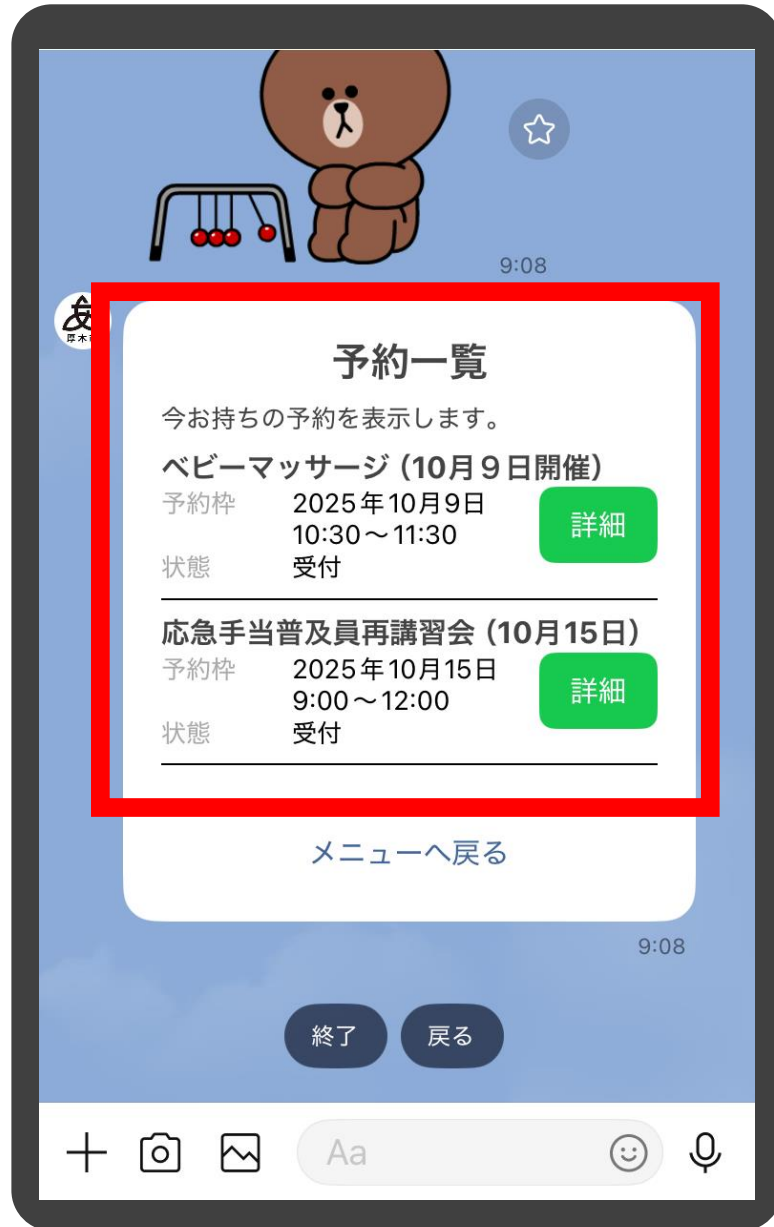 9:08
予約一覧
今お持ちの予約を表示します。
ベビーマッサージ（10月９日開催）
予約枠 2025年10月9日
10:30～11:30
詳細
状態 受付
応急手当普及員再講習会（10月15日）
予約枠 2025年10月15日
9:00～12:00
詳細
状態 受付
メニューへ戻る
9:08
終了 戻る
Aa